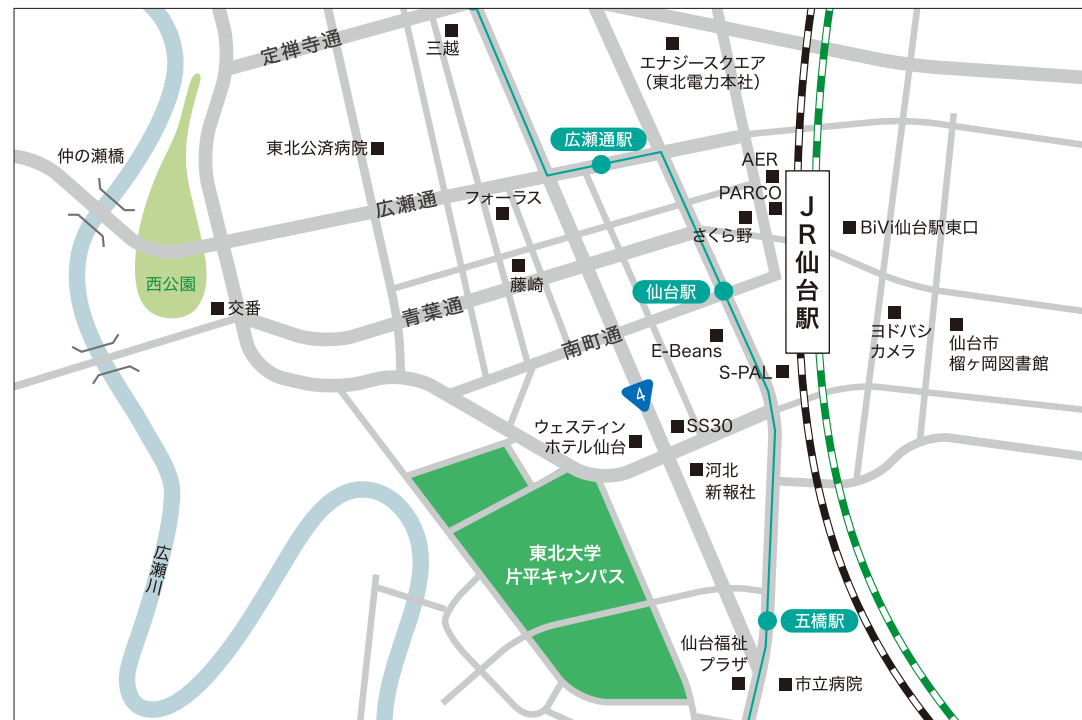 定禅寺通
三越
エナジースクエア
(東北電力本社)
仲の瀬橋
東北公済病院
広瀬通駅
AER
PARCO
広瀬通
フォーラス
さくら野
JR仙台駅
BiVi仙台駅東口
西公園
交番
藤崎
青葉通
仙台駅
南町通
E-Beans
S-PAL
ヨドバシ
カメラ
仙台市
榴ヶ岡図書館
4
ウェスティン
ホテル仙台
SS30
河北
新報社
広瀬川
東北大学
片平キャンパス
五橋駅
仙台福祉
プラザ
市立病院